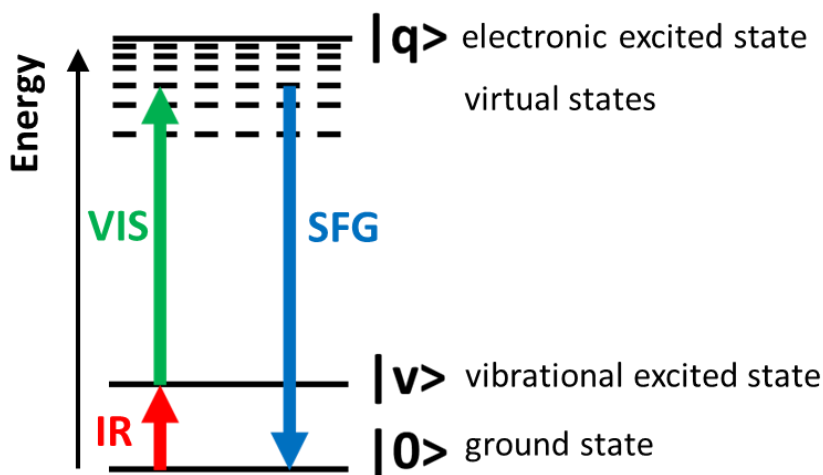 |q> electronic excited state
virtual states
Energy
VIS
SFG
|v> vibrational excited state
IR
|0> ground state